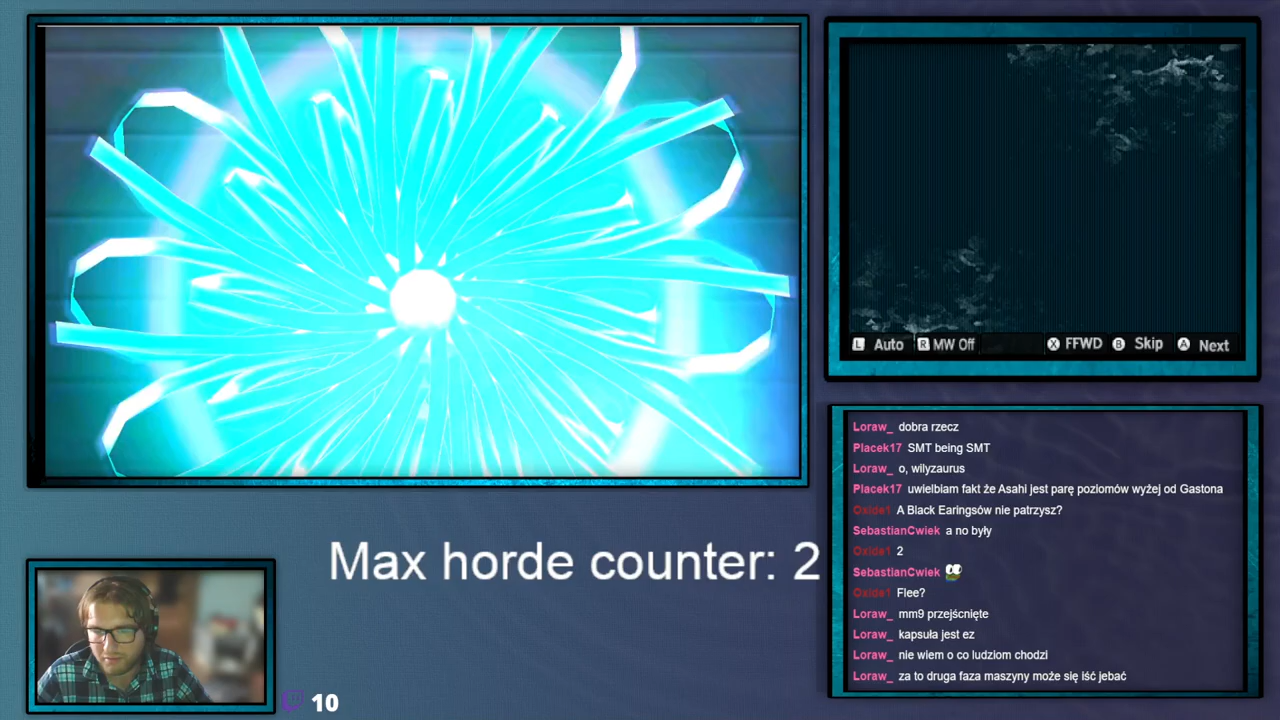 L Auto R MW Off X FFWD B Skip A Next
Loraw_ dobra rzecz
Placek17 SMT being SMT
Loraw_ o, wilyzaurus
Placek17 uwielbiam fakt że Asahi jest parę poziomów wyżej od Gastona
Oxide1 A Black Earingsów nie patrzysz?
SebastianCwiek a no były
Oxide1 2
SebastianCwiek
Oxide1 Flee?
Loraw_ mm9 przejścnięte
Loraw_ kapsuła jest ez
Loraw_ nie wiem o co ludziom chodzi
Loraw_ za to druga faza maszyny może się iść jebać
Max horde counter: 2
10